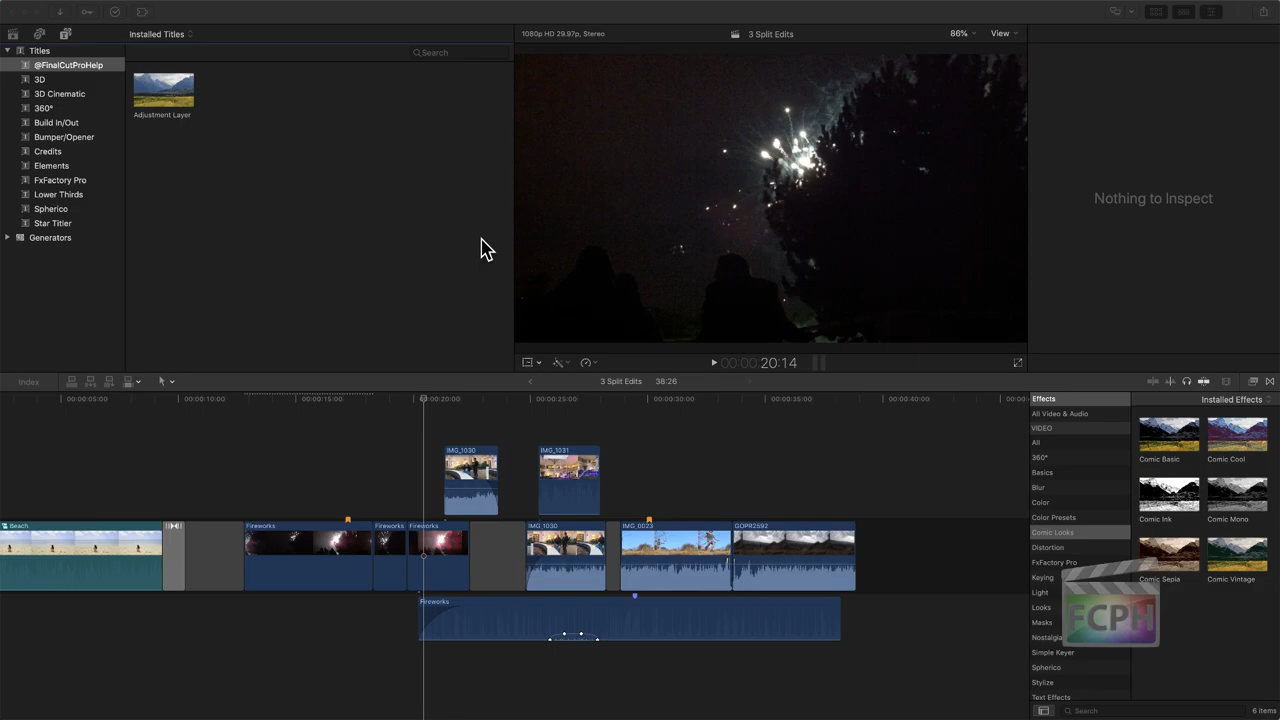 Installed Titles
1080p HD 29.97p, Stereo
3 Split Edits
86%
View
Titles
Search
@FinalCutProHelp
3D
3D Cinematic
360°
Build In/Out
Bumper/Opener
Credits
Elements
FxFactory Pro
Lower Thirds
Spherico
Star Titler
Generators
Adjustment Layer
Nothing to Inspect
00:00:20:14
Index
3 Split Edits
38:26
00:00:05:00
00:00:10:00
00:00:15:00
00:00:20:00
00:00:25:00
00:00:30:00
00:00:35:00
00:00:40:00
IMG_1030
IMG_1031
Beach
Fireworks
Fireworks
Fireworks
IMG_1030
IMG_0023
GOPR2592
Fireworks
Effects
Installed Effects
All Video & Audio
VIDEO
All
360°
Basics
Blur
Color
Color Presets
Comic Looks
Distortion
FxFactory Pro
Keying
Light
Looks
Masks
Nostalgia
Simple Keyer
Spherico
Stylize
Text Effects
Comic Basic
Comic Cool
Comic Ink
Comic Mono
Comic Sepia
Comic Vintage
FCPH
Search
6 items